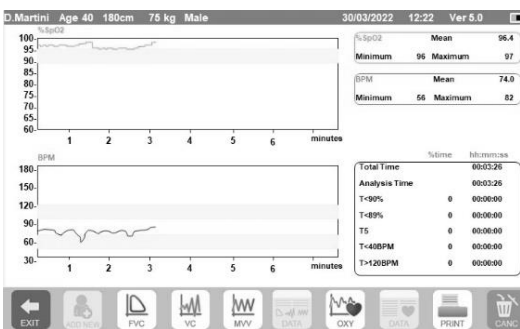 D.Martini Age 40 180cm 75 kg Male 30/03/2022 12:22 Ver 5.0
%SpO2
100
95
90
85
80
75
70
65
60
1 2 3 4 5 6 minutes
%SpO2 Mean 96.4
Minimum 96 Maximum 97
BPM Mean 74.0
Minimum 56 Maximum 82
BPM
180
150
120
90
60
30
1 2 3 4 5 6 minutes
%time hh:mm:ss
Total Time 00:03:26
Analysis Time 00:03:26
T<90% 0 00:00:00
T<89% 0 00:00:00
T5 0 00:00:00
T<40BPM 0 00:00:00
T>120BPM 0 00:00:00
EXIT ADD NEW FVC VC MVV DATA OXY DATA PRINT CANC